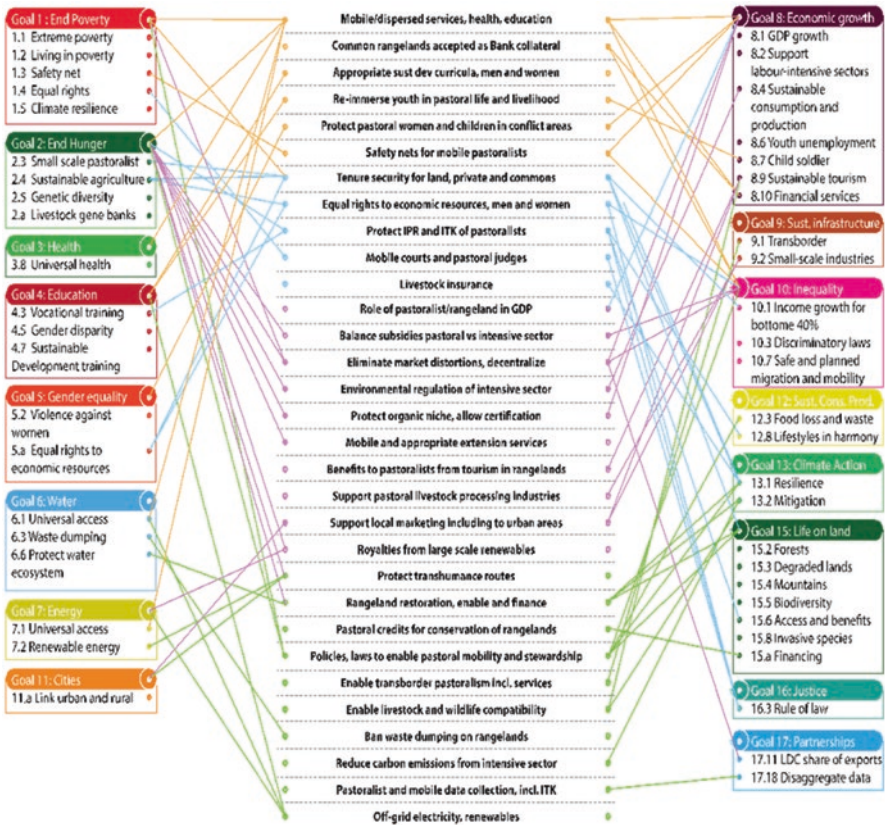 Goal 1 : End Poverty
1.1 Extreme poverty
1.2 Living in poverty
1.3 Safety net
1.4 Equal rights
1.5 Climate resilience
Goal 2: End Hunger
2.3 Small scale pastoralist
2.4 Sustainable agriculture
2.5 Genetic diversity
2.a Livestock gene banks
Goal 3: Health
3.8 Universal health
Goal 4: Education
4.3 Vocational training
4.5 Gender disparity
4.7 Sustainable
Development training
Goal 5: Gender equality
5.2 Violence against
women
5.a Equal rights to
economic resources
Goal 6: Water
6.1 Universal access
6.3 Waste dumping
6.6 Protect water
ecosystem
Goal 7: Energy
7.1 Universal access
7.2 Renewable energy
Goal 11: Cities
11.a Link urban and rural
Mobile/dispersed services, health, education
Common rangelands accepted as Bank collateral
Appropriate sust dev curricula, men and women
Re-immerse youth in pastoral life and livelihood
Protect pastoral women and children in conflict areas
Safety nets for mobile pastoralists
Tenure security for land, private and commons
Equal rights to economic resources, men and women
Protect IPR and ITK of pastoralists
Mobile courts and pastoral judges
Livestock insurance
Role of pastoralist/rangeland in GDP
Balance subsidies pastoral vs intensive sector
Eliminate market distortions, decentralize
Environmental regulation of intensive sector
Protect organic niche, allow certification
Mobile and appropriate extension services
Benefits to pastoralists from tourism in rangelands
Support pastoral livestock processing industries
Support local marketing including to urban areas
Royalties from large scale renewables
Protect transhumance routes
Rangeland restoration, enable and finance
Pastoral credits for conservation of rangelands
Policies, laws to enable pastoral mobility and stewardship
Enable transborder pastoralism incl. services
Enable livestock and wildlife compatibility
Ban waste dumping on rangelands
Reduce carbon emissions from intensive sector
Pastoralist and mobile data collection, incl. ITK
Off-grid electricity, renewables
Goal 8: Economic growth
8.1 GDP growth
8.2 Support
labour-intensive sectors
8.4 Sustainable
consumption and
production
8.6 Youth unemployment
8.7 Child soldier
8.9 Sustainable tourism
8.10 Financial services
Goal 9: Sust. infrastructure
9.1 Transborder
9.2 Small-scale industries
Goal 10: Inequality
10.1 Income growth for
bottome 40%
10.3 Discriminatory laws
10.7 Safe and planned
migration and mobility
Goal 12: Sust. Cons. Prod.
12.3 Food loss and waste
12.8 Lifestyles in harmony
Goal 13: Climate Action
13.1 Resilience
13.2 Mitigation
Goal 15: Life on land
15.2 Forests
15.3 Degraded lands
15.4 Mountains
15.5 Biodiversity
15.6 Access and benefits
15.8 Invasive species
15.a Financing
Goal 16: Justice
16.3 Rule of law
Goal 17: Partnerships
17.11 LDC share of exports
17.18 Disaggregate data